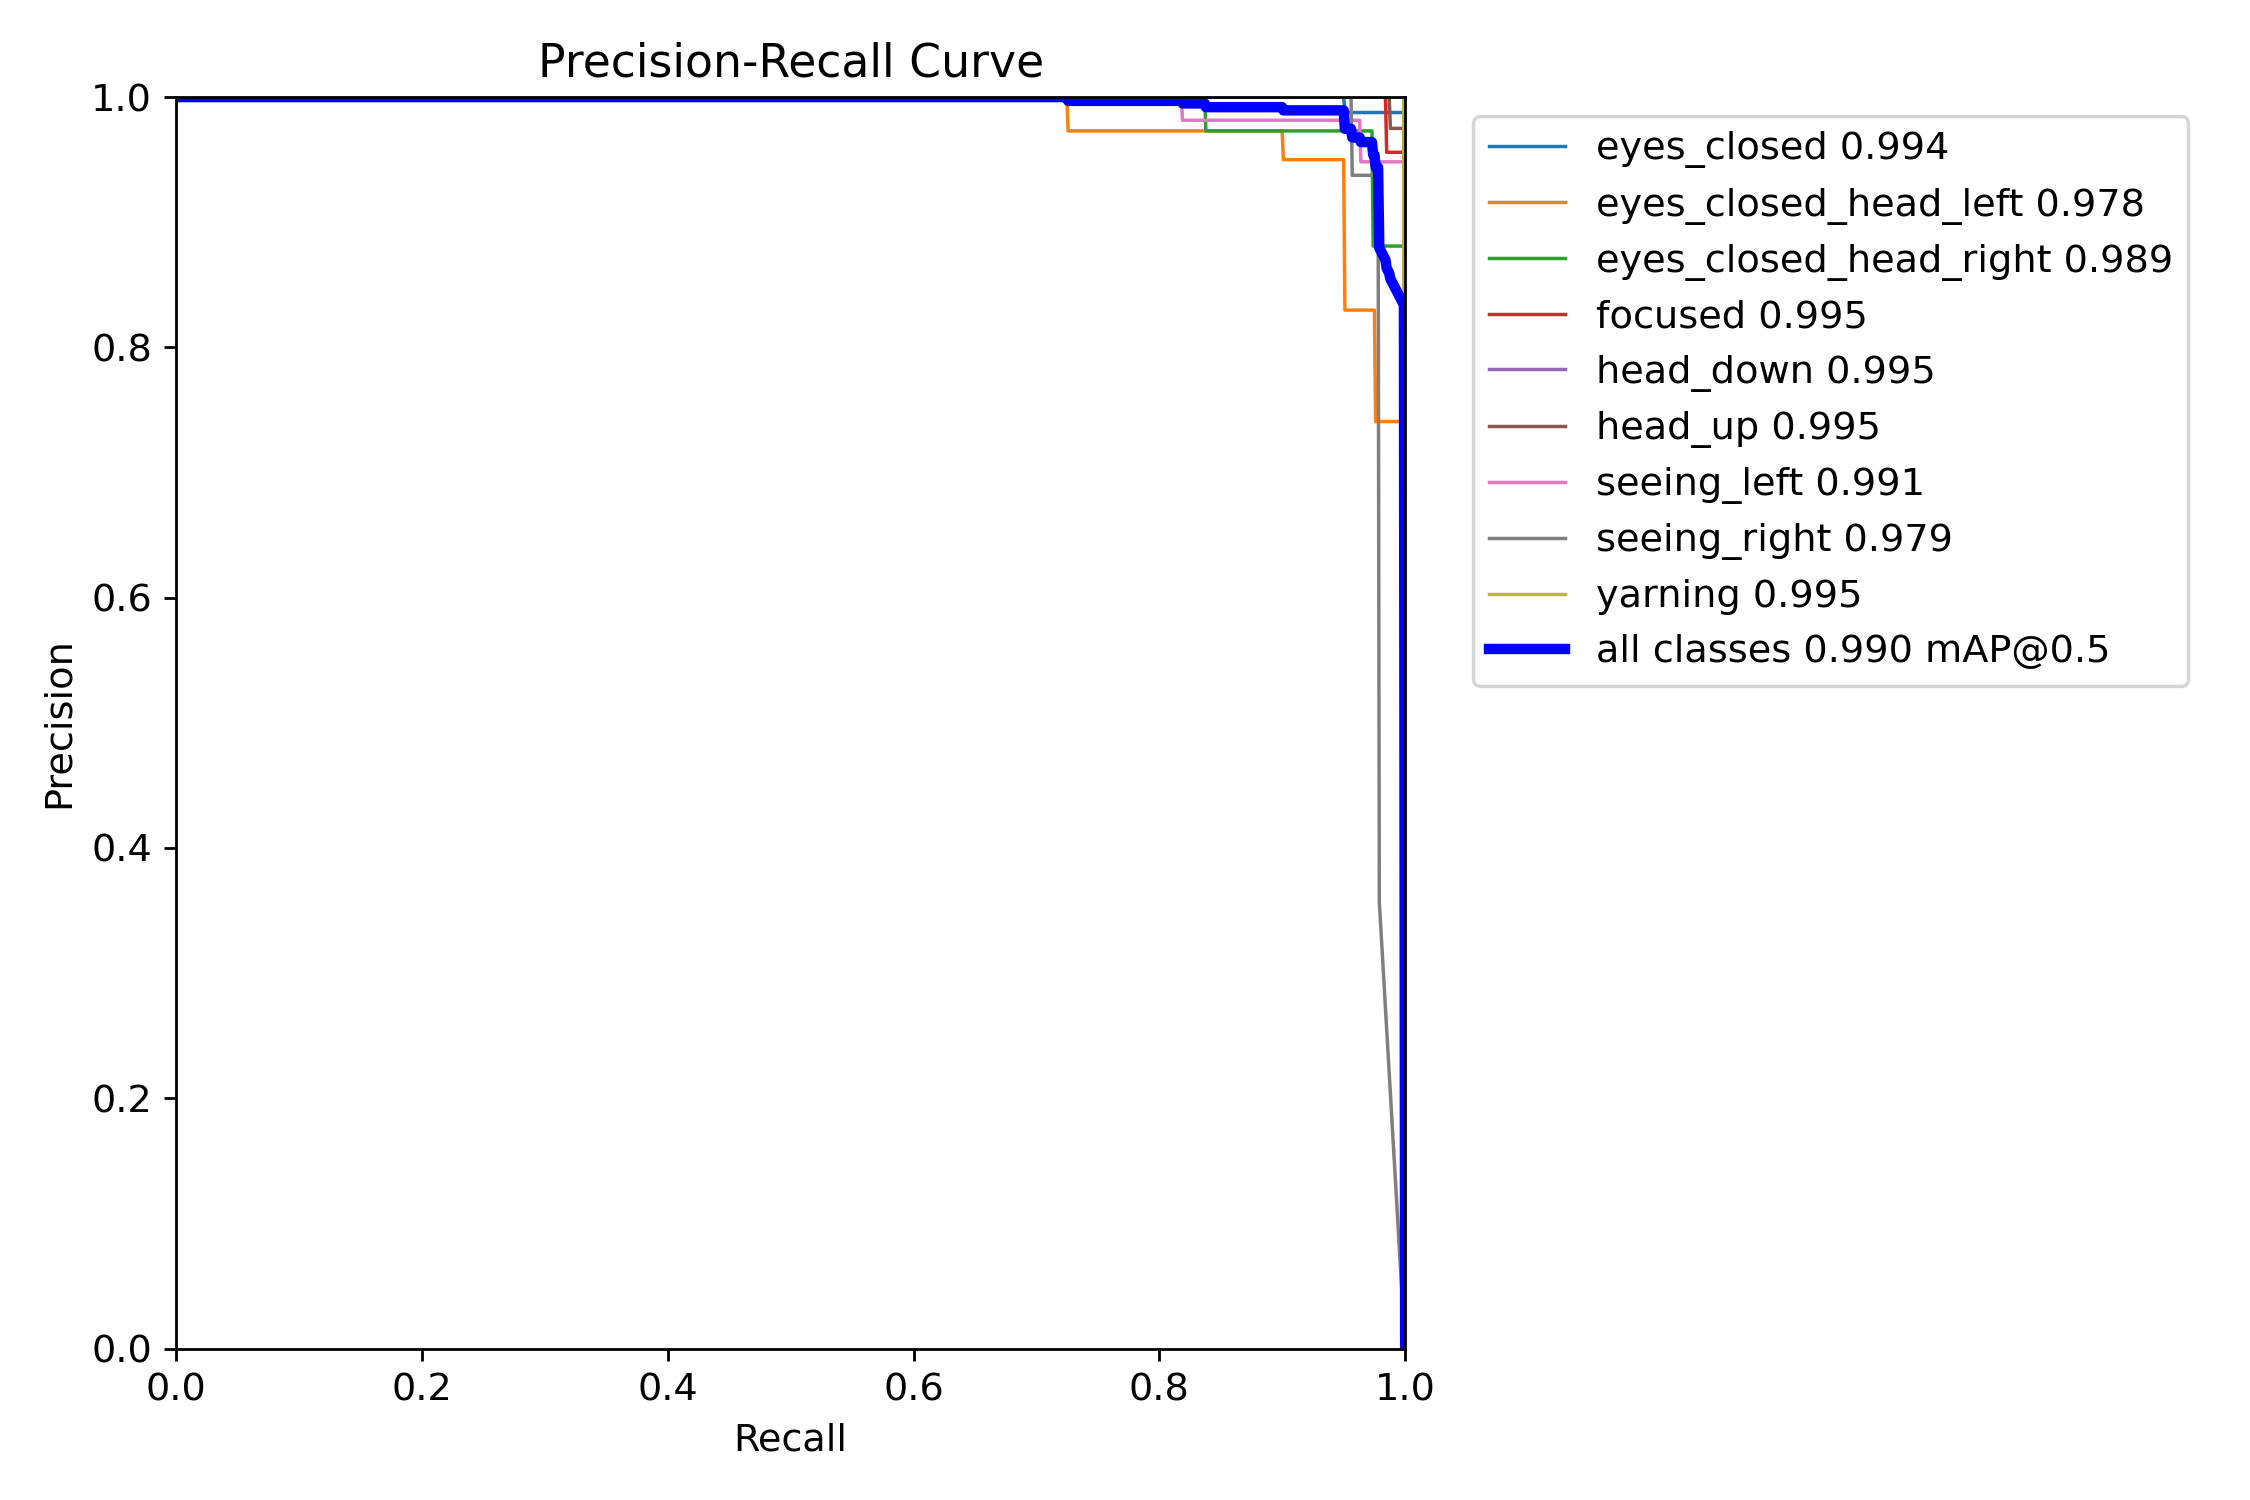 Precision-Recall Curve
1.0
0.8
0.6
0.4
0.2
0.0
Precision
0.0 0.2 0.4 0.6 0.8 1.0
Recall
eyes_closed 0.994
eyes_closed_head_left 0.978
eyes_closed_head_right 0.989
focused 0.995
head_down 0.995
head_up 0.995
seeing_left 0.991
seeing_right 0.979
yarning 0.995
all classes 0.990 mAP@0.5